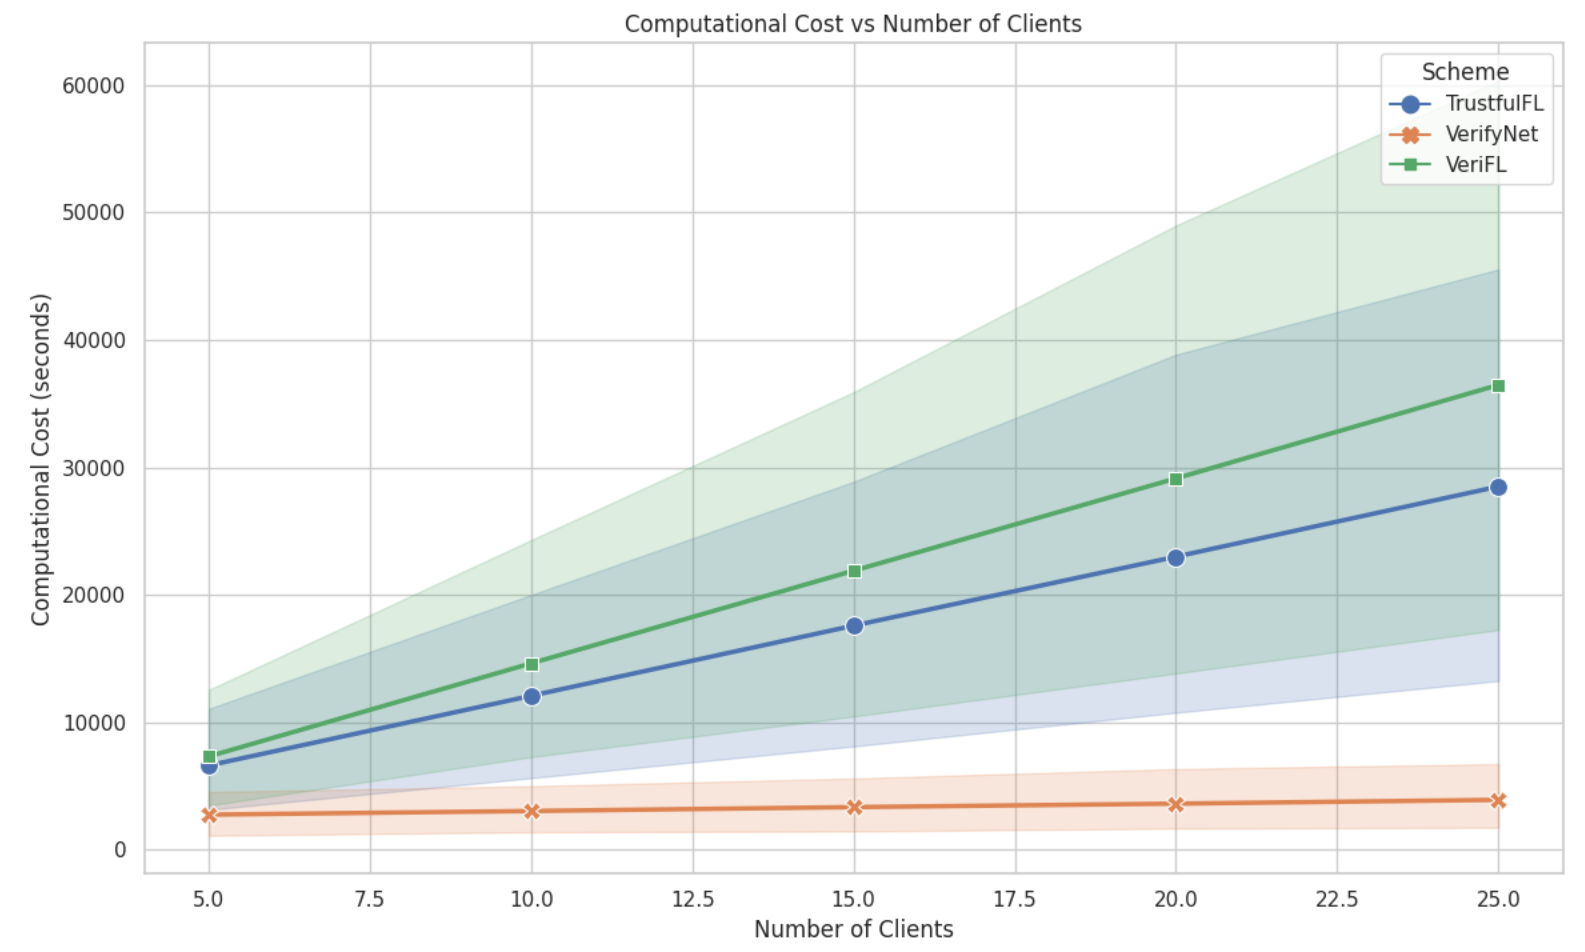 Computational Cost vs Number of Clients
Computational Cost (seconds)
60000
50000
40000
30000
20000
10000
0
Scheme
TrustfulFL
VerifyNet
VeriFL
5.0 7.5 10.0 12.5 15.0 17.5 20.0 22.5 25.0
Number of Clients